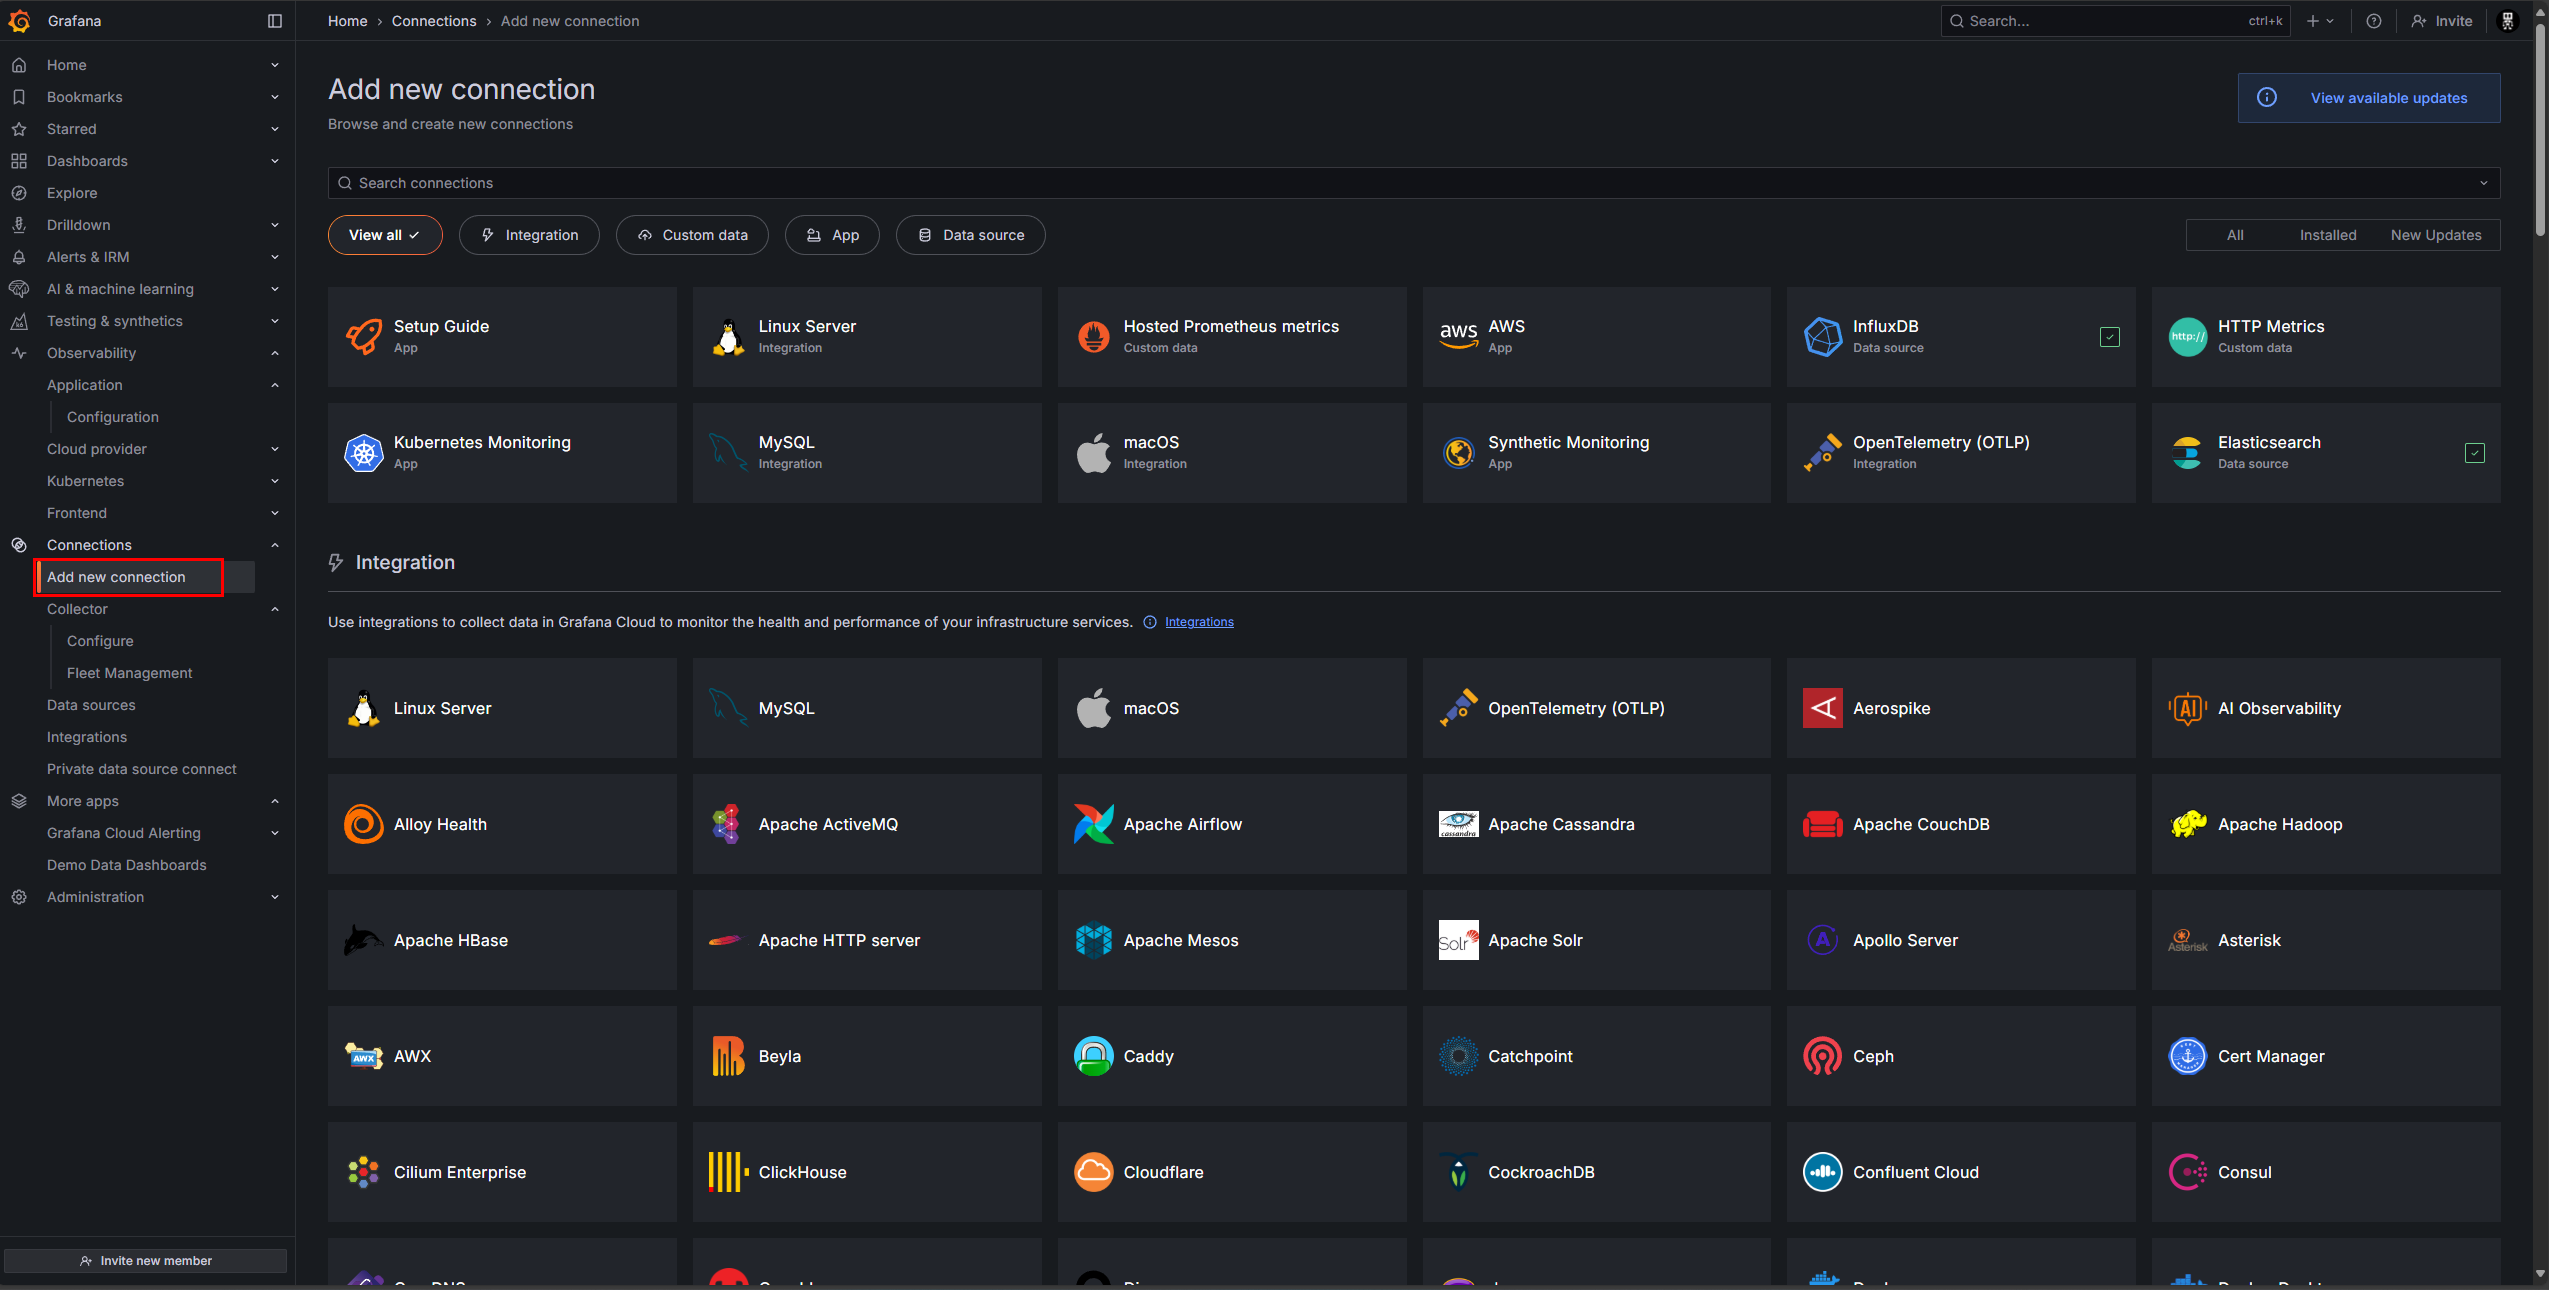 Grafana
Home › Connections › Add new connection
Search...
ctrl+k
Invite
Home
Bookmarks
Starred
Dashboards
Explore
Drilldown
Alerts & IRM
AI & machine learning
Testing & synthetics
Observability
Application
Configuration
Cloud provider
Kubernetes
Frontend
Connections
Add new connection
Collector
Configure
Fleet Management
Data sources
Integrations
Private data source connect
More apps
Grafana Cloud Alerting
Demo Data Dashboards
Administration
Invite new member
Add new connection
Browse and create new connections
View available updates
Search connections
View all
Integration
Custom data
App
Data source
All
Installed
New Updates
Setup Guide
App
Linux Server
Integration
Hosted Prometheus metrics
Custom data
aws
AWS
App
InfluxDB
Data source
http://
HTTP Metrics
Custom data
Kubernetes Monitoring
App
MySQL
Integration
macOS
Integration
Synthetic Monitoring
App
OpenTelemetry (OTLP)
Integration
Elasticsearch
Data source
Integration
Use integrations to collect data in Grafana Cloud to monitor the health and performance of your infrastructure services. Integrations
Linux Server
MySQL
macOS
OpenTelemetry (OTLP)
Aerospike
AI
AI Observability
Alloy Health
Apache ActiveMQ
Apache Airflow
cassandra
Apache Cassandra
Apache CouchDB
Apache Hadoop
Apache HBase
Apache HTTP server
Apache Mesos
Solr
Apache Solr
A
Apollo Server
Asterisk
Asterisk
AWX
AWX
Beyla
Caddy
Catchpoint
Ceph
Cert Manager
Cilium Enterprise
ClickHouse
Cloudflare
CockroachDB
Confluent Cloud
Consul